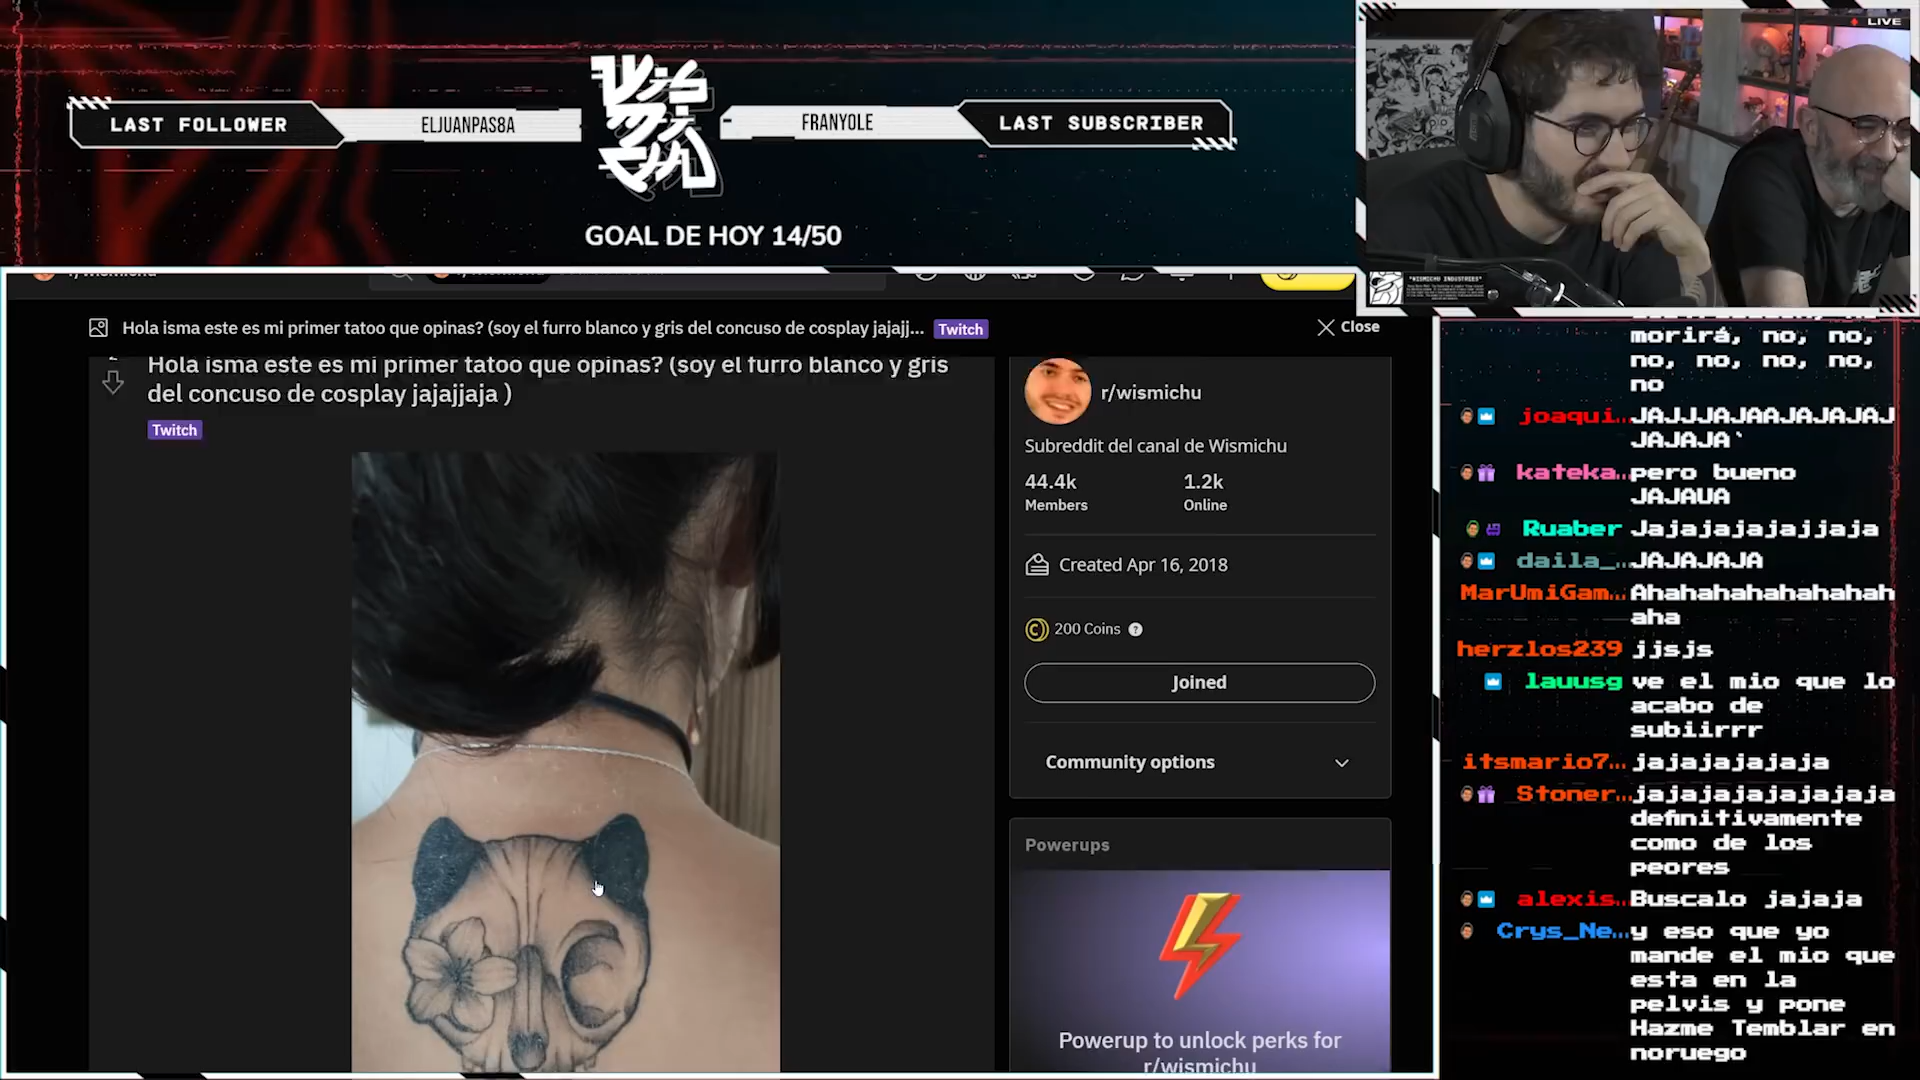 LIVE
LAST FOLLOWER
ELJUANPAS8A
FRANYOLE
LAST SUBSCRIBER
GOAL DE HOY 14/50
"WISMICHU INDUSTRIES"
Hola isma este es mi primer tatoo que opinas? (soy el furro blanco y gris del concuso de cosplay jajajj... Twitch
Close
Hola isma este es mi primer tatoo que opinas? (soy el furro blanco y gris
del concuso de cosplay jajajjaja )
Twitch
r/wismichu
Subreddit del canal de Wismichu
44.4k
1.2k
Members
Online
Created Apr 16, 2018
200 Coins
Joined
Community options
Powerups
Powerup to unlock perks for
r/wismichu
morirá, no, no,
no, no, no, no,
no
joaqui... JAJJJAJAAJAJAJAJ
JAJAJA`
kateka... pero bueno
JAJAUA
Ruaber Jajajajajajjaja
daila_... JAJAJAJA
MarUmiGam... Ahahahahahahahah
aha
herzlos239 jjsjs
lauusg ve el mio que lo
acabo de
subiirrr
itsmario7... jajajajajaja
Stoner... jajajajajajajaja
definitivamente
como de los
peores
alexis... Buscalo jajaja
Crys_Ne... y eso que yo
mande el mio que
esta en la
pelvis y pone
Hazme Temblar en
noruego